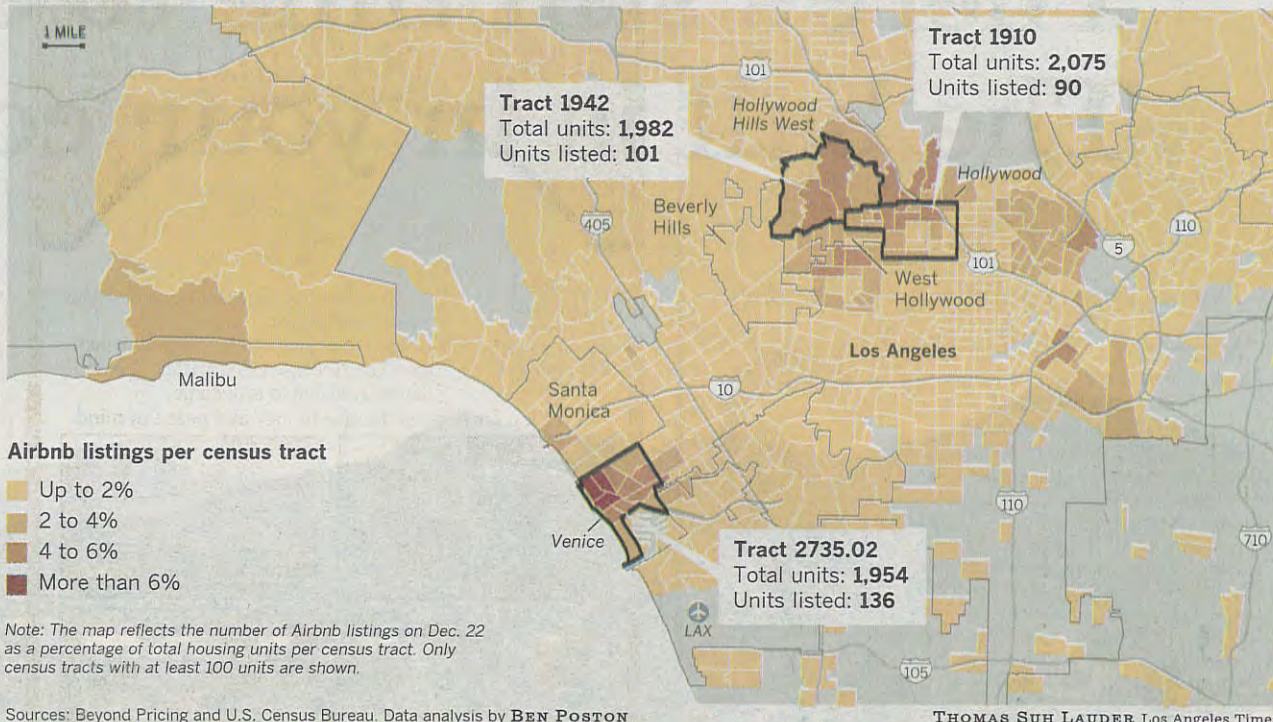 1 MILE
Tract 1910
Total units: 2,075
Units listed: 90
101
Tract 1942
Total units: 1,982
Units listed: 101
Hollywood
Hills West
Hollywood
405
Beverly
Hills
110
5
101
West
Hollywood
Los Angeles
Malibu
Santa
Monica
10
Airbnb listings per census tract
Up to 2%
2 to 4%
4 to 6%
More than 6%
Venice
110
710
Tract 2735.02
Total units: 1,954
Units listed: 136
LAX
105
Note: The map reflects the number of Airbnb listings on Dec. 22
as a percentage of total housing units per census tract. Only
census tracts with at least 100 units are shown.
Sources: Beyond Pricing and U.S. Census Bureau. Data analysis by BEN POSTON
THOMAS SUH LAUDER Los Angeles Time